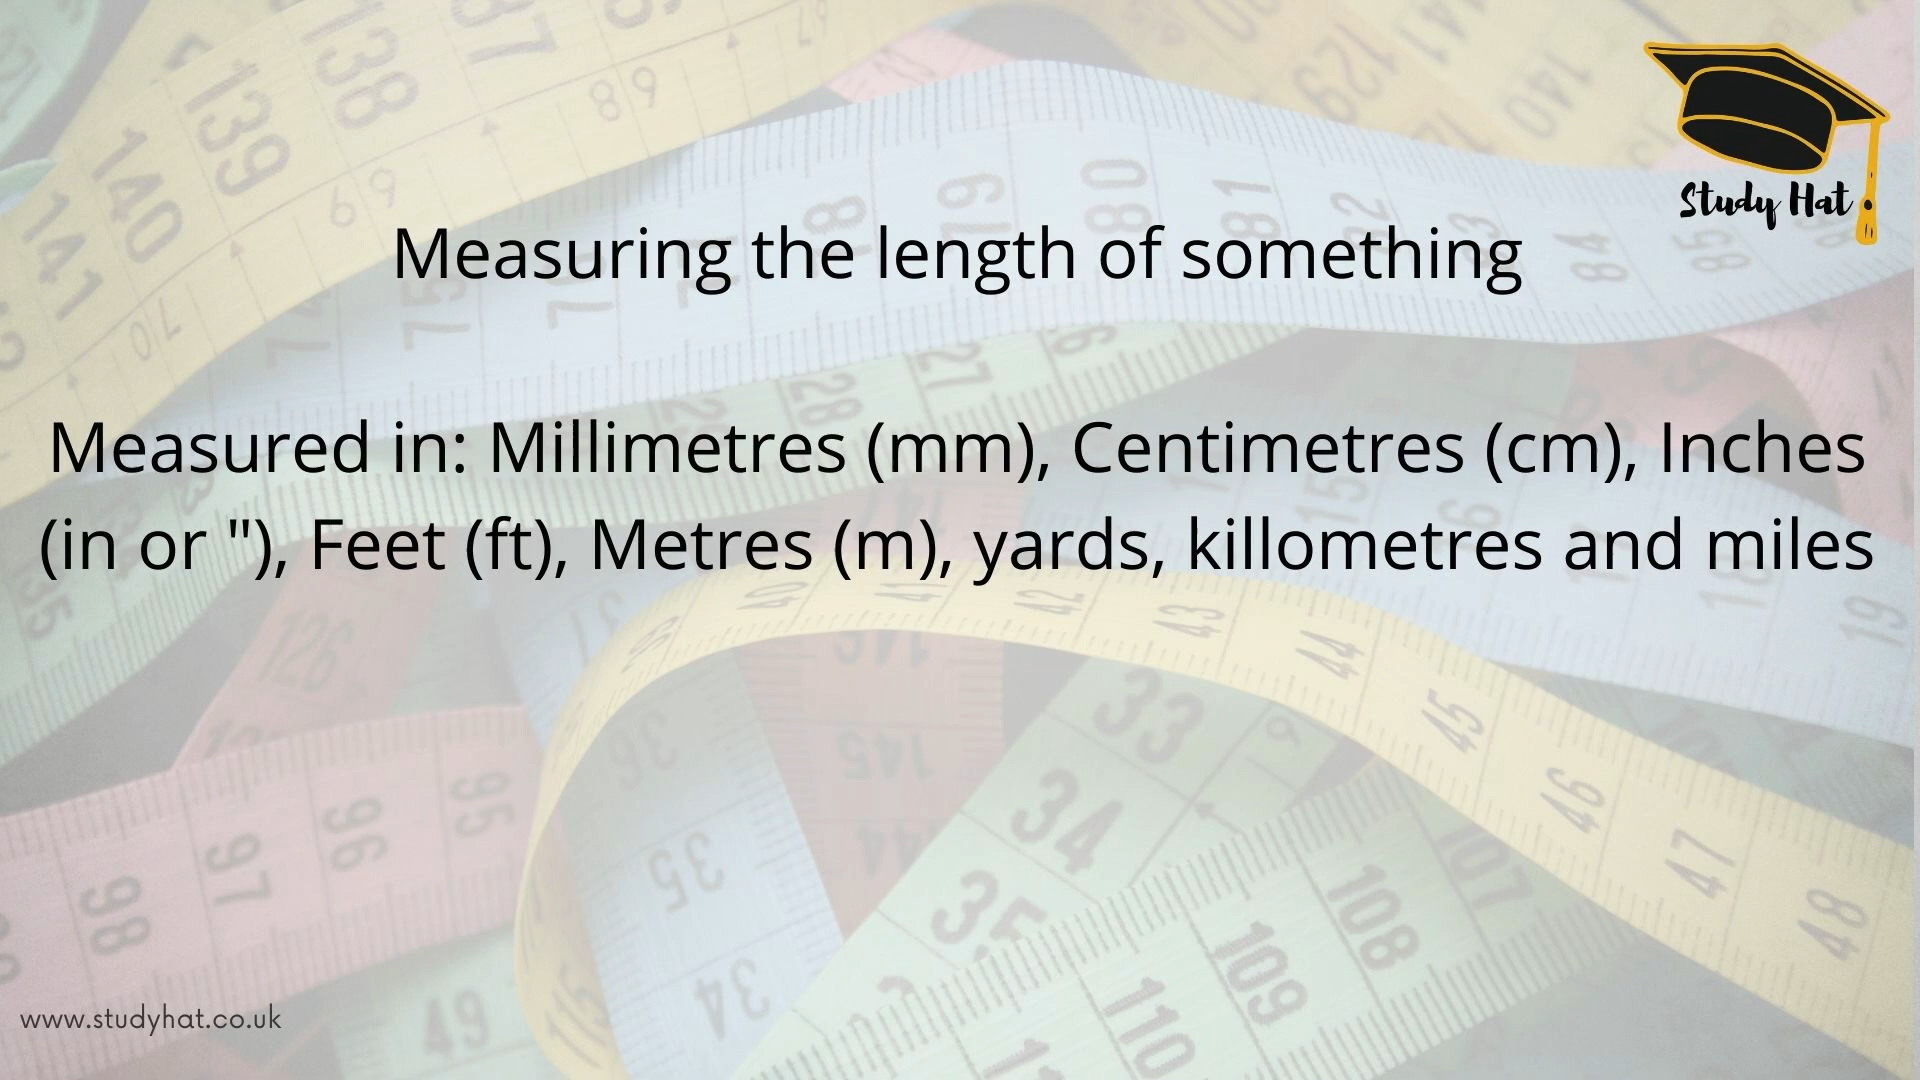 Study Hat
Measuring the length of something
Measured in: Millimetres (mm), Centimetres (cm), Inches
(in or "), Feet (ft), Metres (m), yards, killometres and miles
www.studyhat.co.uk